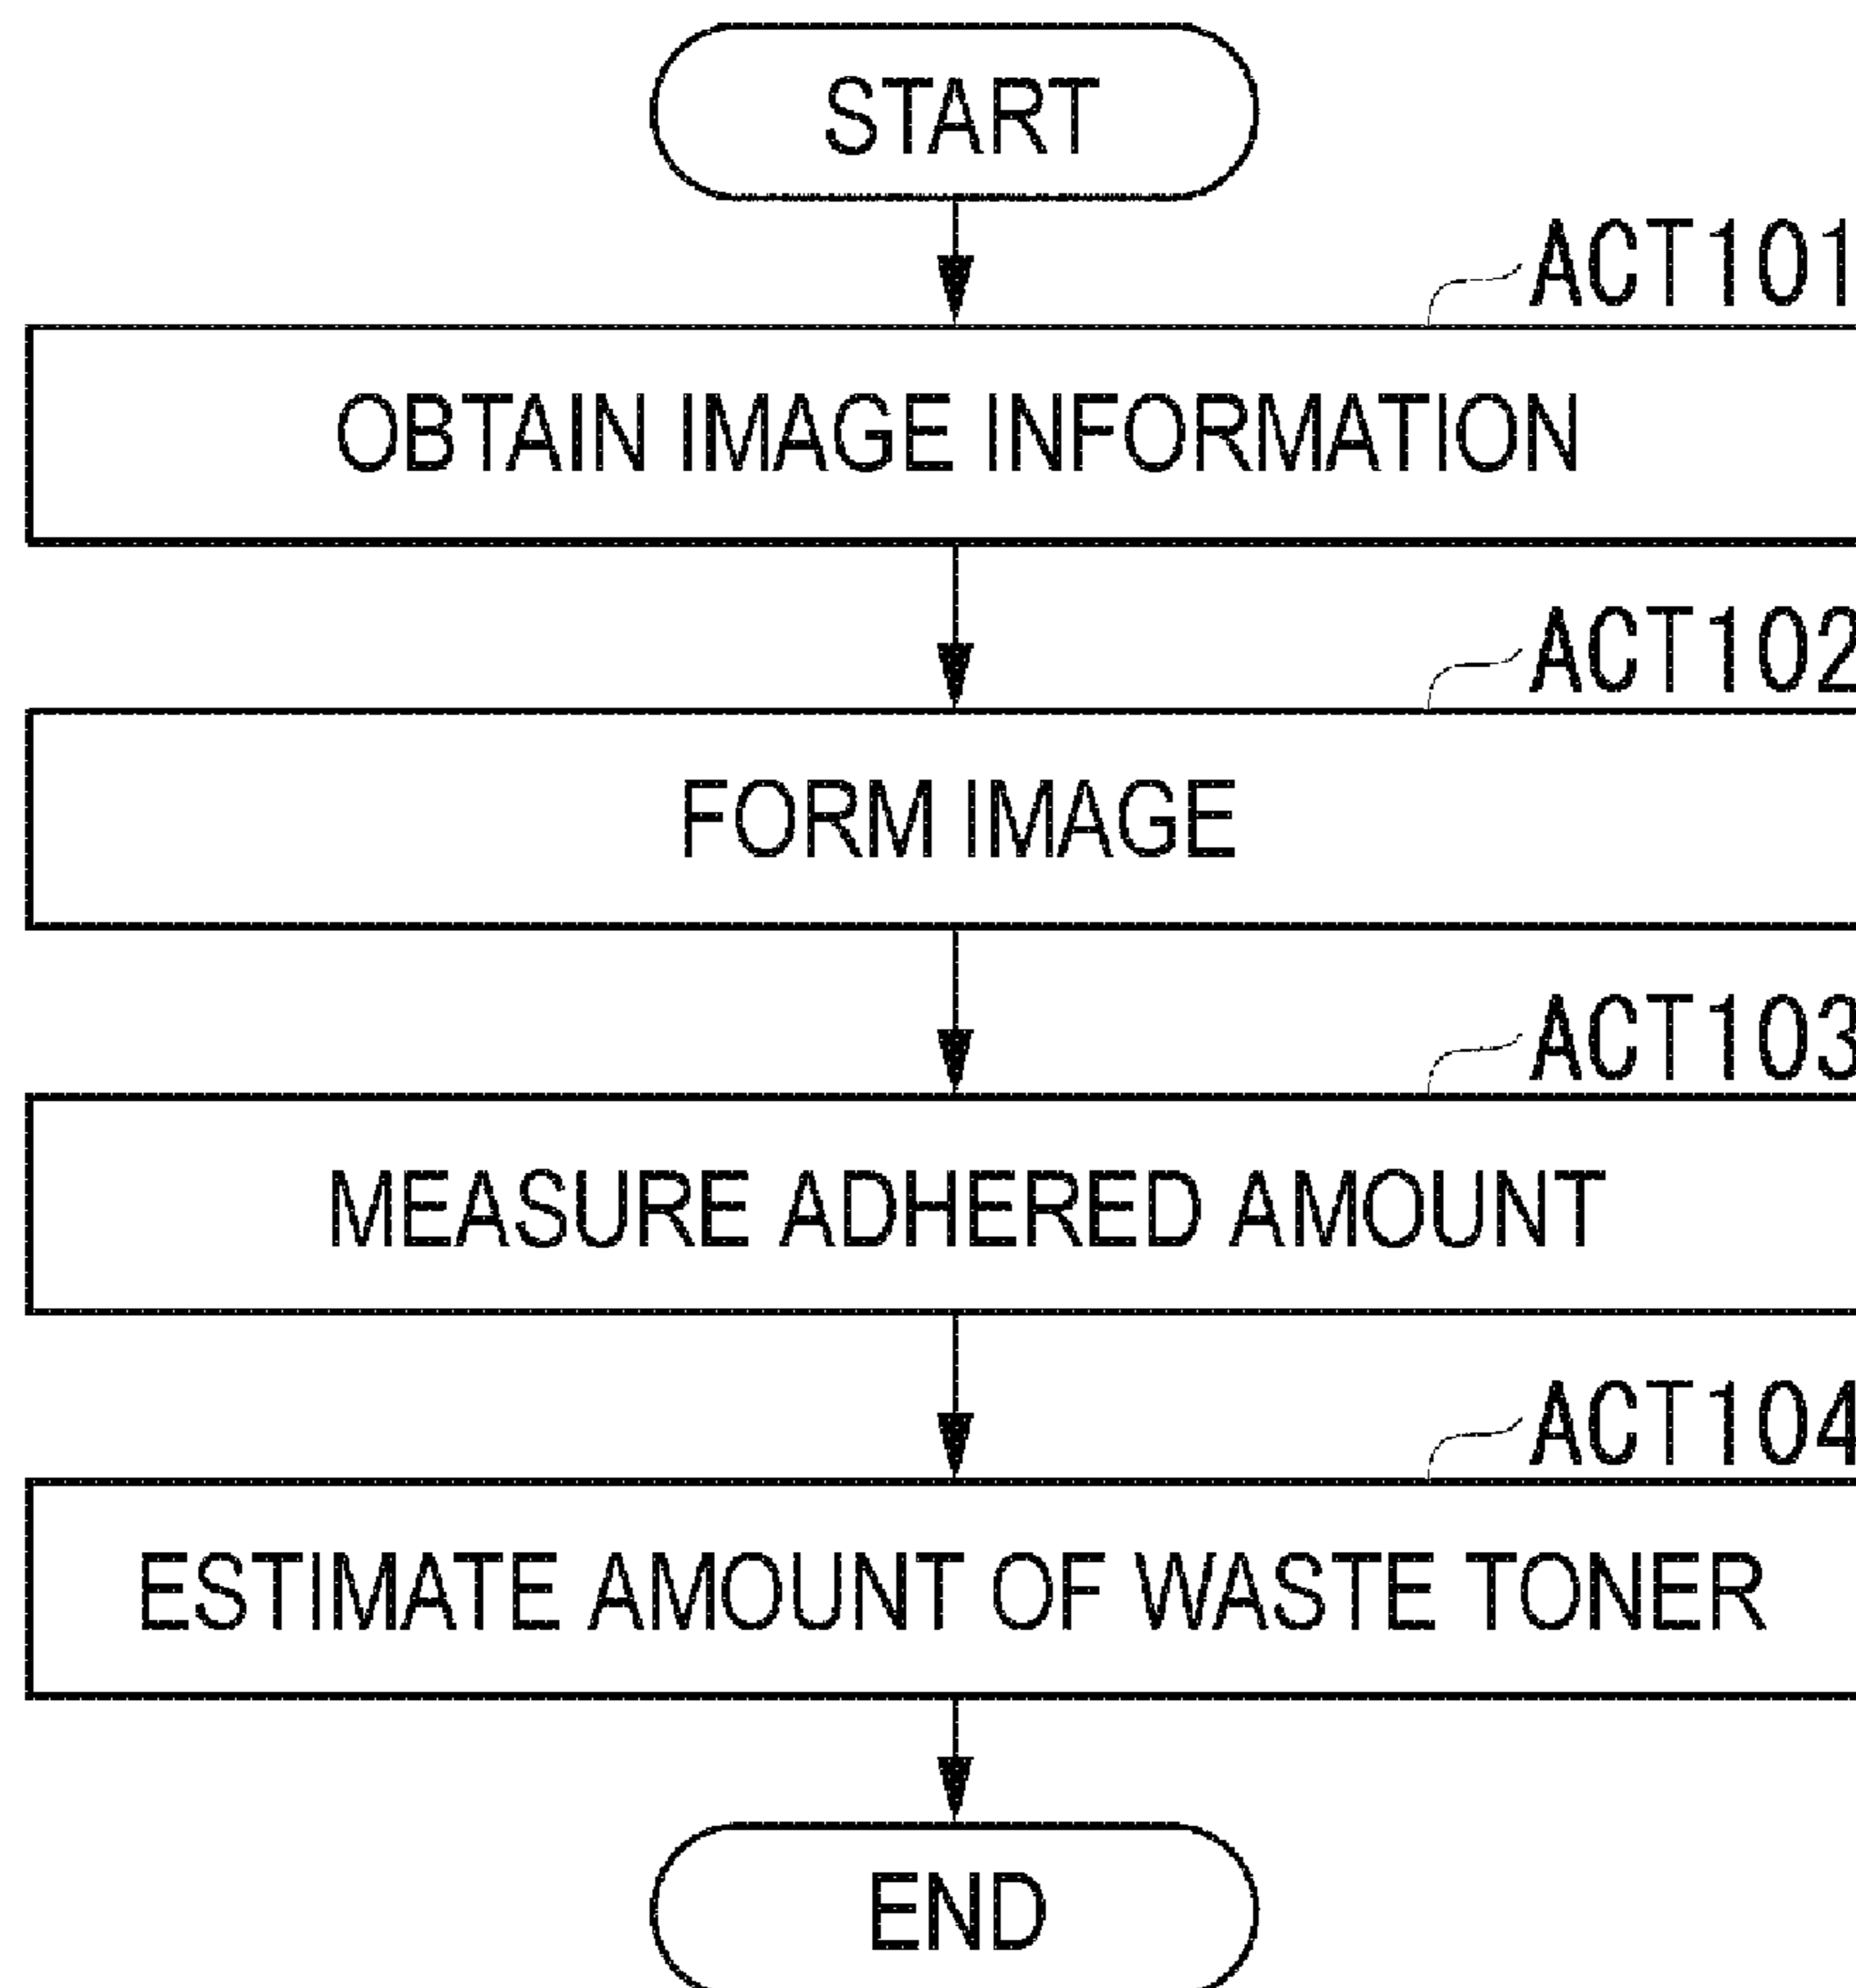 START
ACT101
OBTAIN IMAGE INFORMATION
ACT102
FORM IMAGE
ACT103
MEASURE ADHERED AMOUNT
ACT104
ESTIMATE AMOUNT OF WASTE TONER
END